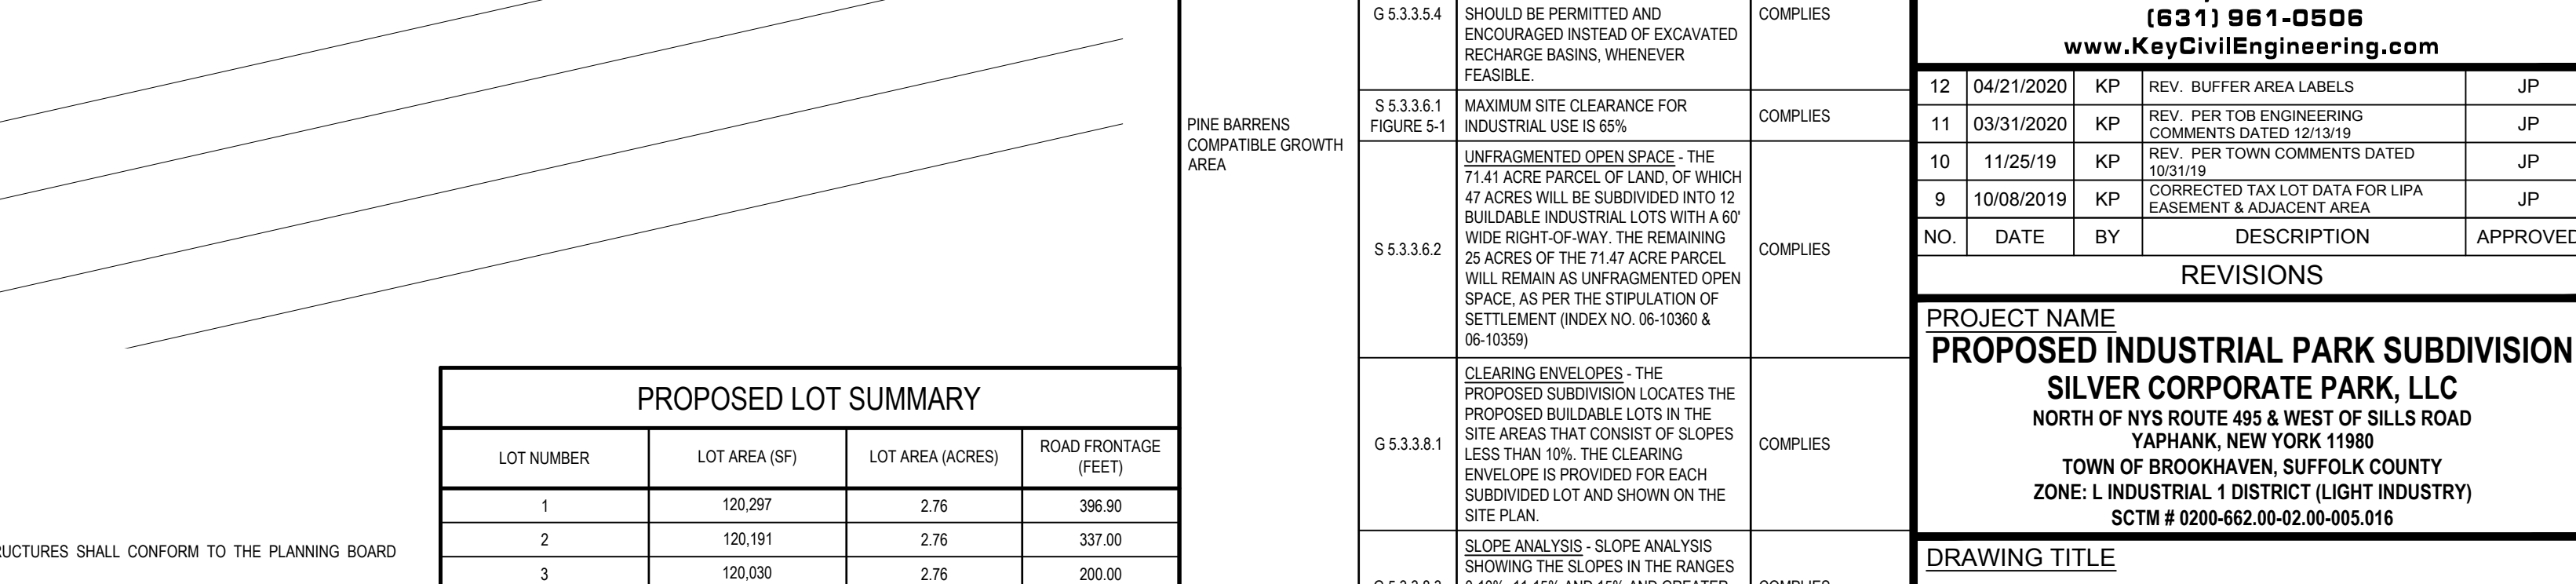 RUCTURES SHALL CONFORM TO THE PLANNING BOARD
PROPOSED LOT SUMMARY
LOT NUMBER
LOT AREA (SF)
LOT AREA (ACRES)
ROAD FRONTAGE
(FEET)
1 120,297 2.76 396.90
2 120,191 2.76 337.00
3 120,030 2.76 200.00
PINE BARRENS
COMPATIBLE GROWTH
AREA
G 5.3.3.5.4
SHOULD BE PERMITTED AND
ENCOURAGED INSTEAD OF EXCAVATED
RECHARGE BASINS, WHENEVER
FEASIBLE.
COMPLIES
S 5.3.3.6.1
FIGURE 5-1
MAXIMUM SITE CLEARANCE FOR
INDUSTRIAL USE IS 65%
COMPLIES
S 5.3.3.6.2
UNFRAGMENTED OPEN SPACE - THE
71.41 ACRE PARCEL OF LAND, OF WHICH
47 ACRES WILL BE SUBDIVIDED INTO 12
BUILDABLE INDUSTRIAL LOTS WITH A 60'
WIDE RIGHT-OF-WAY. THE REMAINING
25 ACRES OF THE 71.47 ACRE PARCEL
WILL REMAIN AS UNFRAGMENTED OPEN
SPACE, AS PER THE STIPULATION OF
SETTLEMENT (INDEX NO. 06-10360 &
06-10359)
COMPLIES
G 5.3.3.8.1
CLEARING ENVELOPES - THE
PROPOSED SUBDIVISION LOCATES THE
PROPOSED BUILDABLE LOTS IN THE
SITE AREAS THAT CONSIST OF SLOPES
LESS THAN 10%. THE CLEARING
ENVELOPE IS PROVIDED FOR EACH
SUBDIVIDED LOT AND SHOWN ON THE
SITE PLAN.
COMPLIES
SLOPE ANALYSIS - SLOPE ANALYSIS
SHOWING THE SLOPES IN THE RANGES
(631) 961-0506
www.KeyCivilEngineering.com
12 04/21/2020 KP REV. BUFFER AREA LABELS JP
11 03/31/2020 KP REV. PER TOB ENGINEERING
COMMENTS DATED 12/13/19 JP
10 11/25/19 KP REV. PER TOWN COMMENTS DATED
10/31/19 JP
9 10/08/2019 KP CORRECTED TAX LOT DATA FOR LIPA
EASEMENT & ADJACENT AREA JP
NO. DATE BY DESCRIPTION APPROVED
REVISIONS
PROJECT NAME
PROPOSED INDUSTRIAL PARK SUBDIVISION
SILVER CORPORATE PARK, LLC
NORTH OF NYS ROUTE 495 & WEST OF SILLS ROAD
YAPHANK, NEW YORK 11980
TOWN OF BROOKHAVEN, SUFFOLK COUNTY
ZONE: L INDUSTRIAL 1 DISTRICT (LIGHT INDUSTRY)
SCTM # 0200-662.00-02.00-005.016
DRAWING TITLE